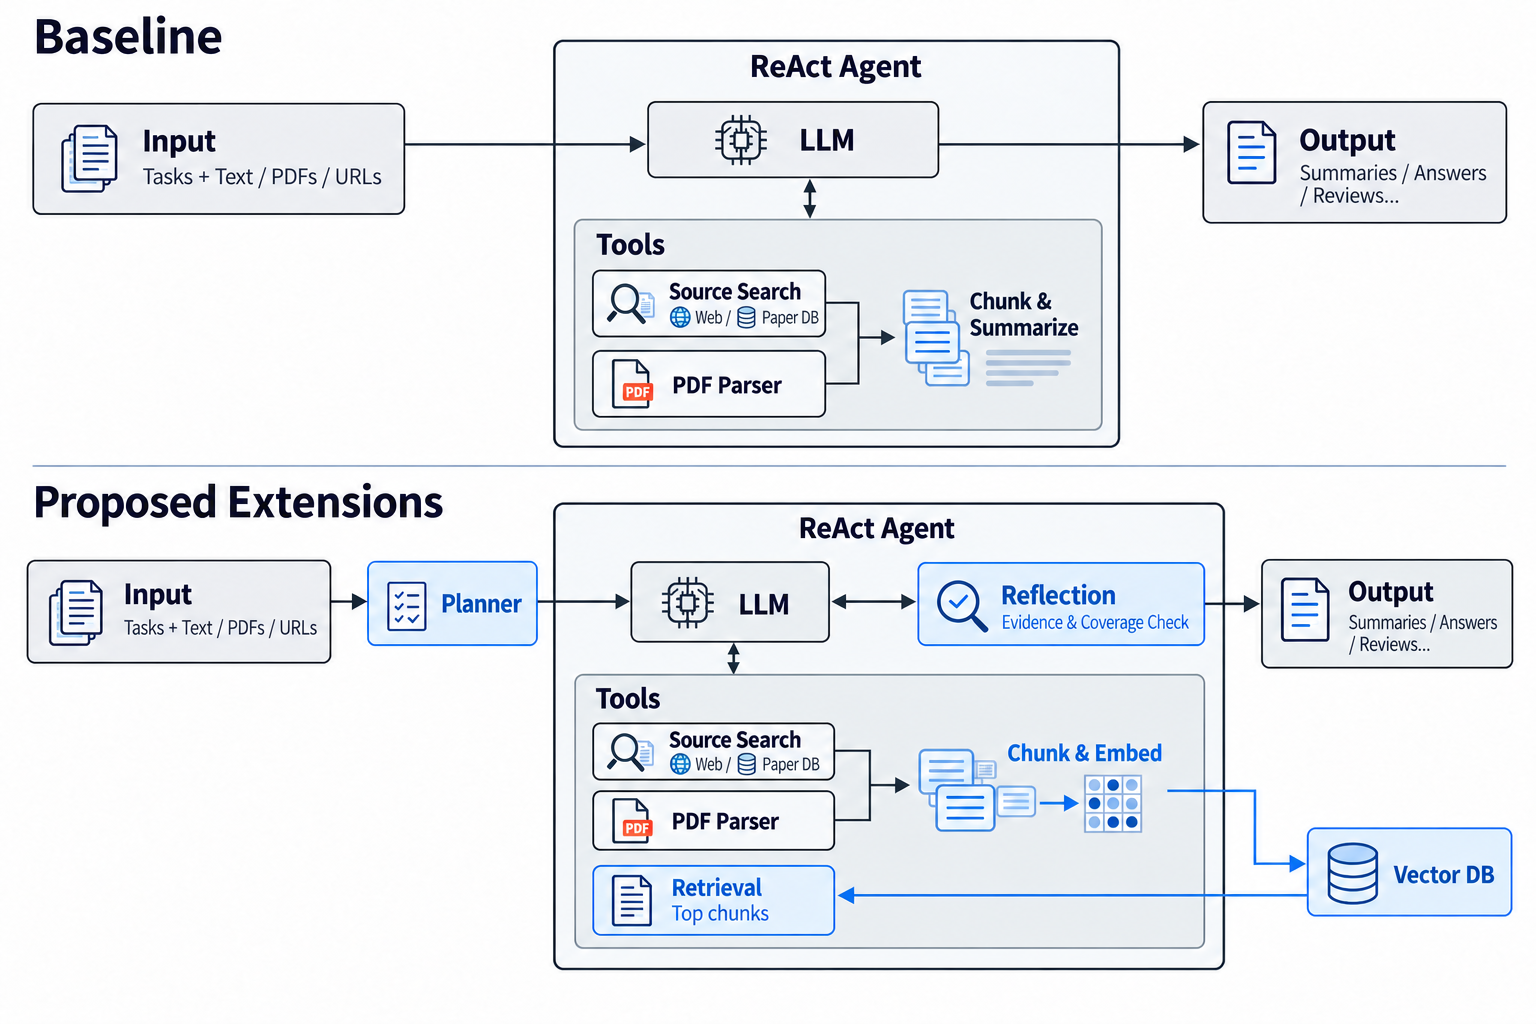 Baseline
ReAct Agent
Input
Tasks + Text / PDFs / URLs
LLM
Output
Summaries / Answers
/ Reviews...
Tools
Source Search
Web / Paper DB
PDF
PDF Parser
Chunk &
Summarize
Proposed Extensions
ReAct Agent
Input
Tasks + Text / PDFs / URLs
Planner
LLM
Reflection
Evidence & Coverage Check
Output
Summaries / Answers
/ Reviews...
Tools
Source Search
Web / Paper DB
PDF
PDF Parser
Chunk & Embed
Retrieval
Top chunks
Vector DB